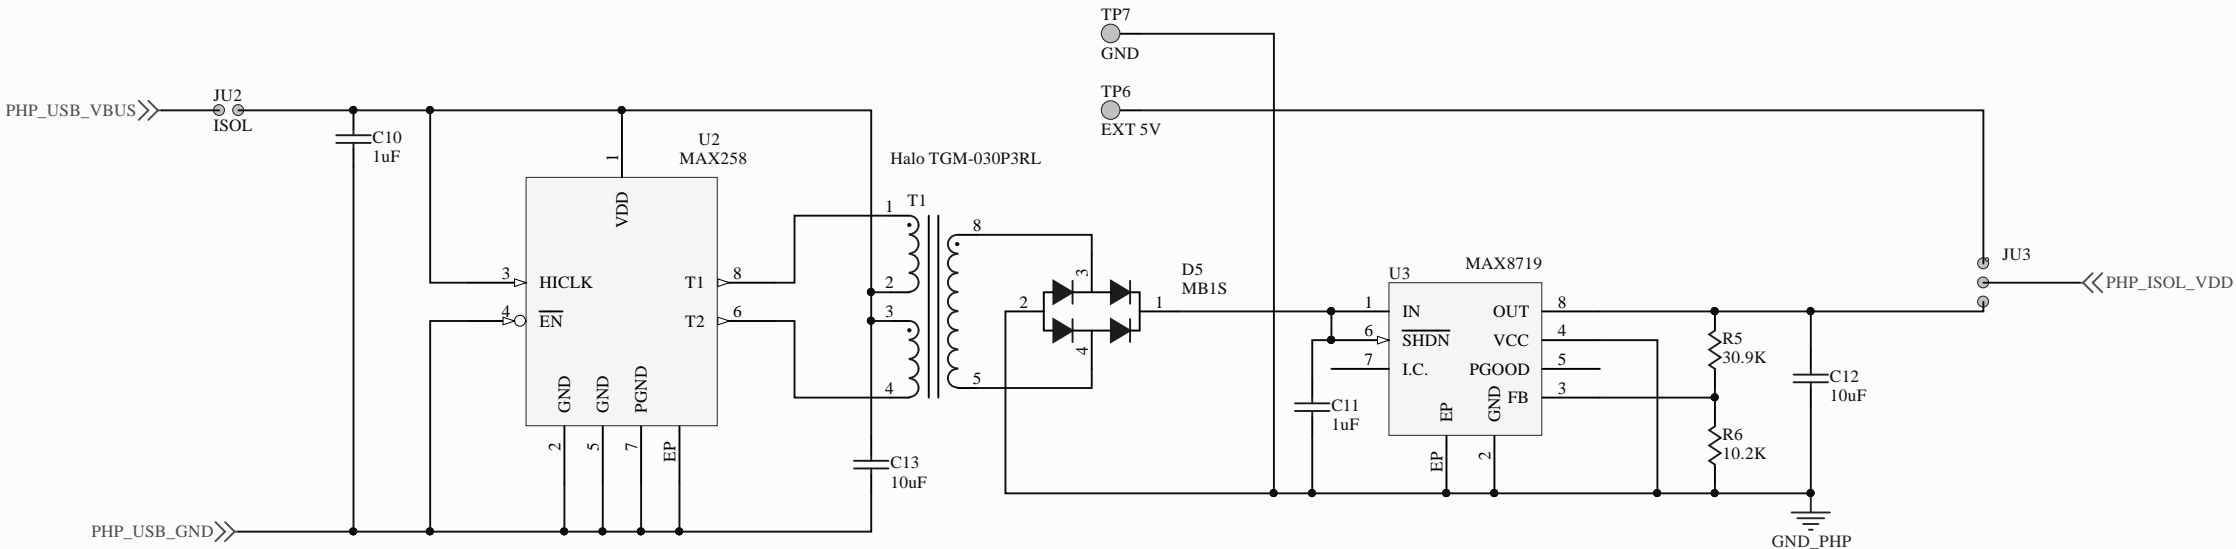 TP7
GND
PHP_USB_VBUS
JU2
ISOL
TP6
EXT 5V
C10
1uF
U2
MAX258
Halo TGM-030P3RL
1
VDD
T1
1
8
3
HICLK
T1
8
2
4
EN
T2
6
3
4
5
GND
GND
PGND
2
5
7
EP
C13
10uF
PHP_USB_GND
2
3
4
1
D5
MB1S
U3
MAX8719
1
IN
OUT
8
6
SHDN
VCC
4
7
I.C.
PGOOD
5
FB
3
EP
GND
EP
2
C11
1uF
R5
30.9K
R6
10.2K
C12
10uF
JU3
PHP_ISOL_VDD
GND_PHP